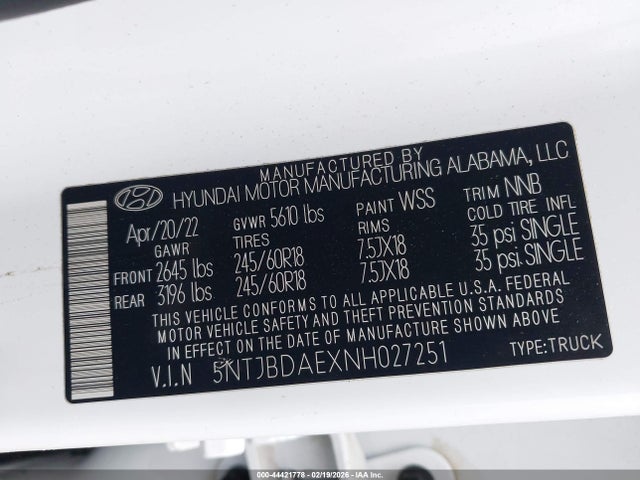 MANUFACTURED BY
HYUNDAI MOTOR MANUFACTURING ALABAMA, LLC
Apr/20/22 GVWR 5610 lbs PAINT WSS TRIM NNB
GAWR TIRES RIMS COLD TIRE INFL
FRONT 2645 lbs 245/60R18 7.5JX18 35 psi SINGLE
REAR 3196 lbs 245/60R18 7.5JX18 35 psi SINGLE
THIS VEHICLE CONFORMS TO ALL APPLICABLE U.S.A. FEDERAL
MOTOR VEHICLE SAFETY AND THEFT PREVENTION STANDARDS
IN EFFECT ON THE DATE OF MANUFACTURE SHOWN ABOVE.
V.I.N 5NTJBDAEXNH027251 TYPE:TRUCK
000-44421778 - 02/19/2026 - IAA Inc.